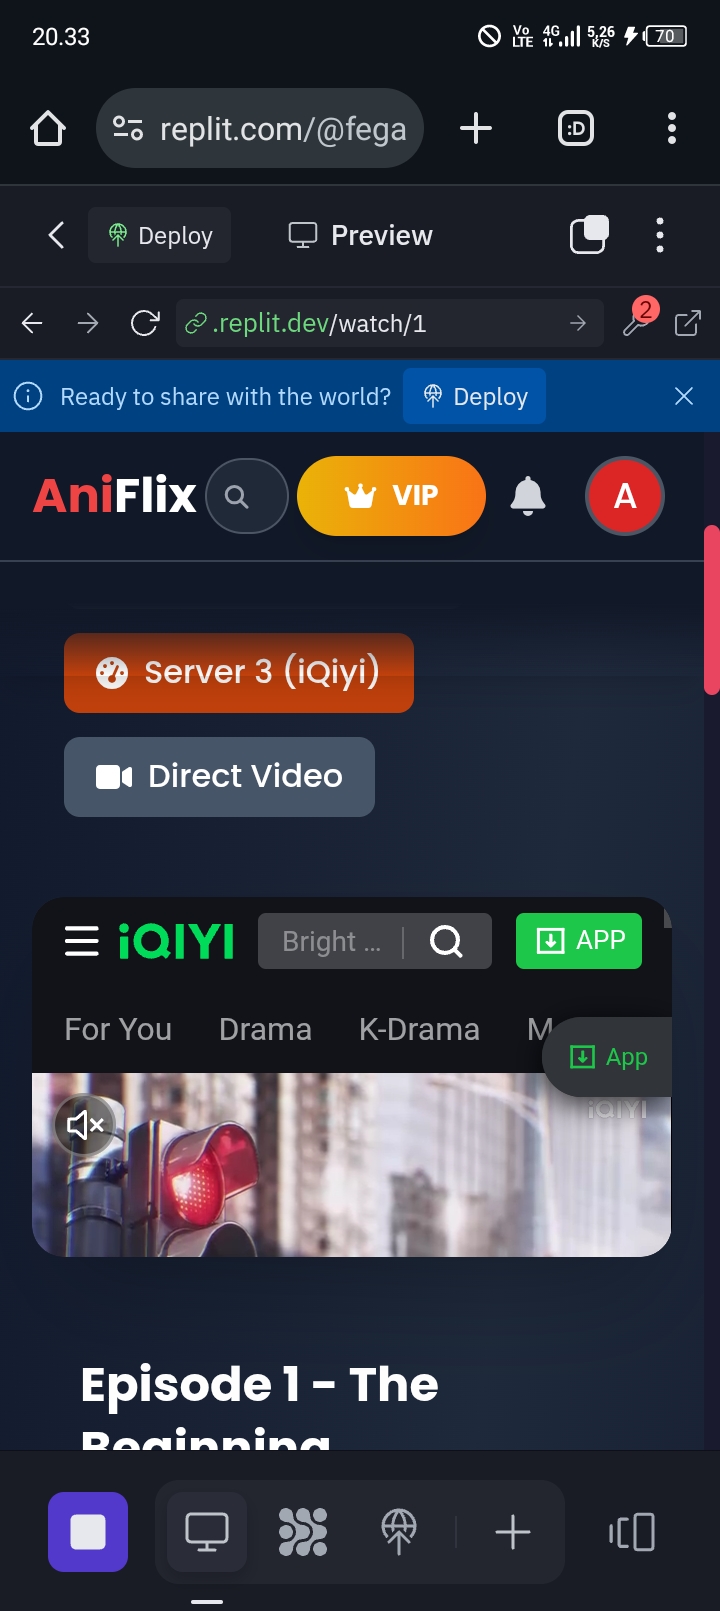 20.33
Vo LTE 4G 5,26 K/S 70
replit.com/@fega
:D
Deploy
Preview
.replit.dev/watch/1
2
Ready to share with the world?
Deploy
AniFlix
VIP
A
Server 3 (iQiyi)
Direct Video
iQIYI
Bright ...
APP
For You
Drama
K-Drama
M
App
iQIYI
Episode 1 - The
Beginning